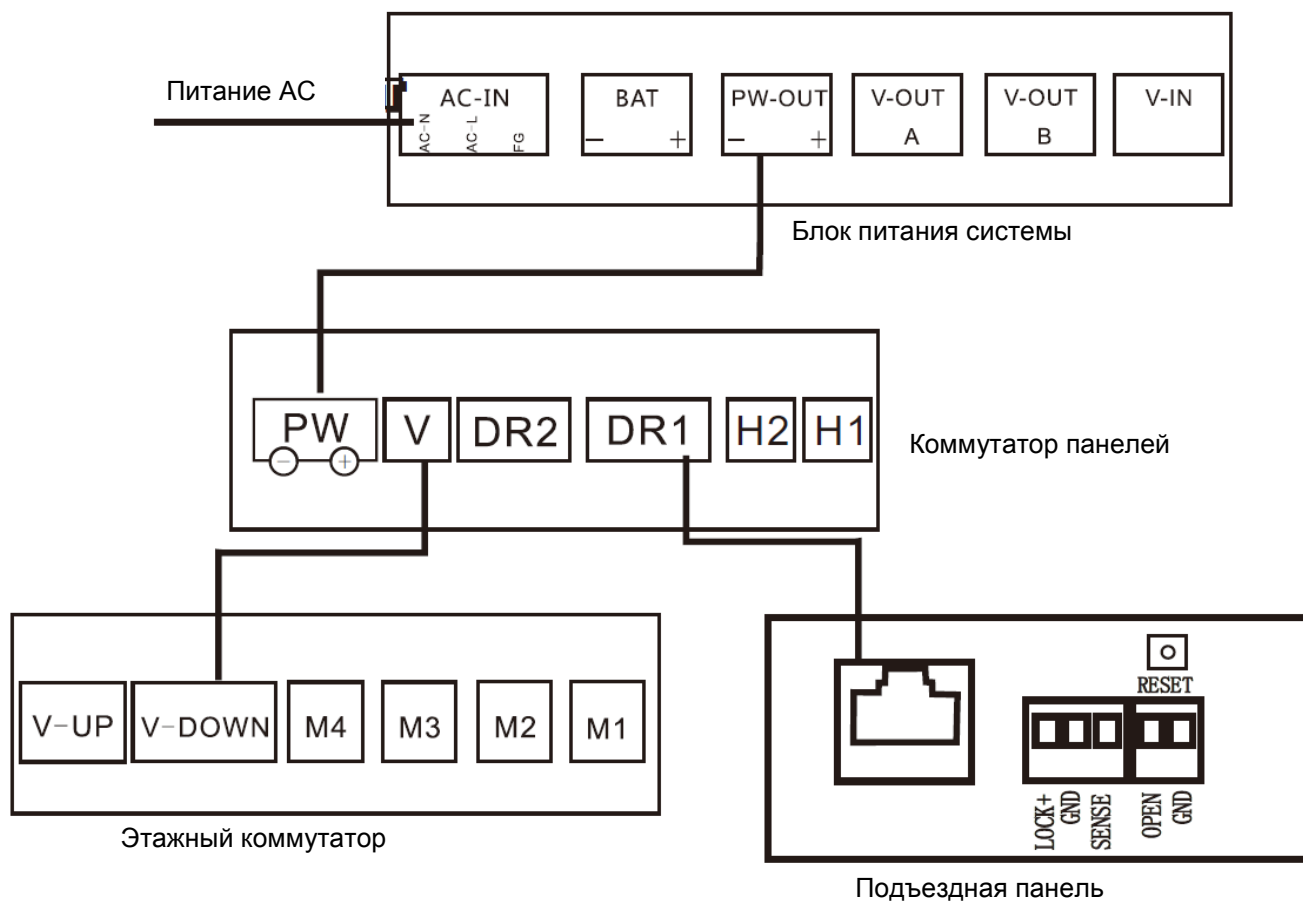 Питание AC
AC-IN
AC-N
AC-L
FG
BAT
− +
PW-OUT
− +
V-OUT
A
V-OUT
B
V-IN
Блок питания системы
PW
− +
V
DR2
DR1
H2
H1
Коммутатор панелей
V-UP
V-DOWN
M4
M3
M2
M1
Этажный коммутатор
RESET
LOCK+
GND
SENSE
OPEN
GND
Подъездная панель